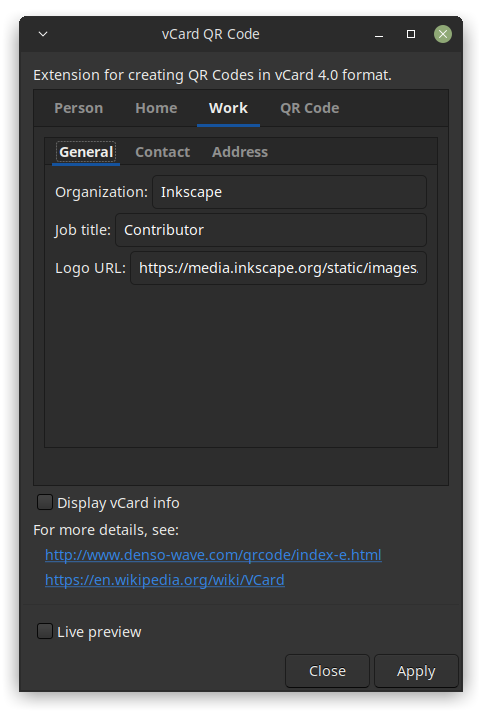 vCard QR Code
Extension for creating QR Codes in vCard 4.0 format.
Person Home Work QR Code
General Contact Address
Organization: Inkscape
Job title: Contributor
Logo URL: https://media.inkscape.org/static/images.
Display vCard info
For more details, see:
http://www.denso-wave.com/qrcode/index-e.html
https://en.wikipedia.org/wiki/VCard
Live preview
Close Apply